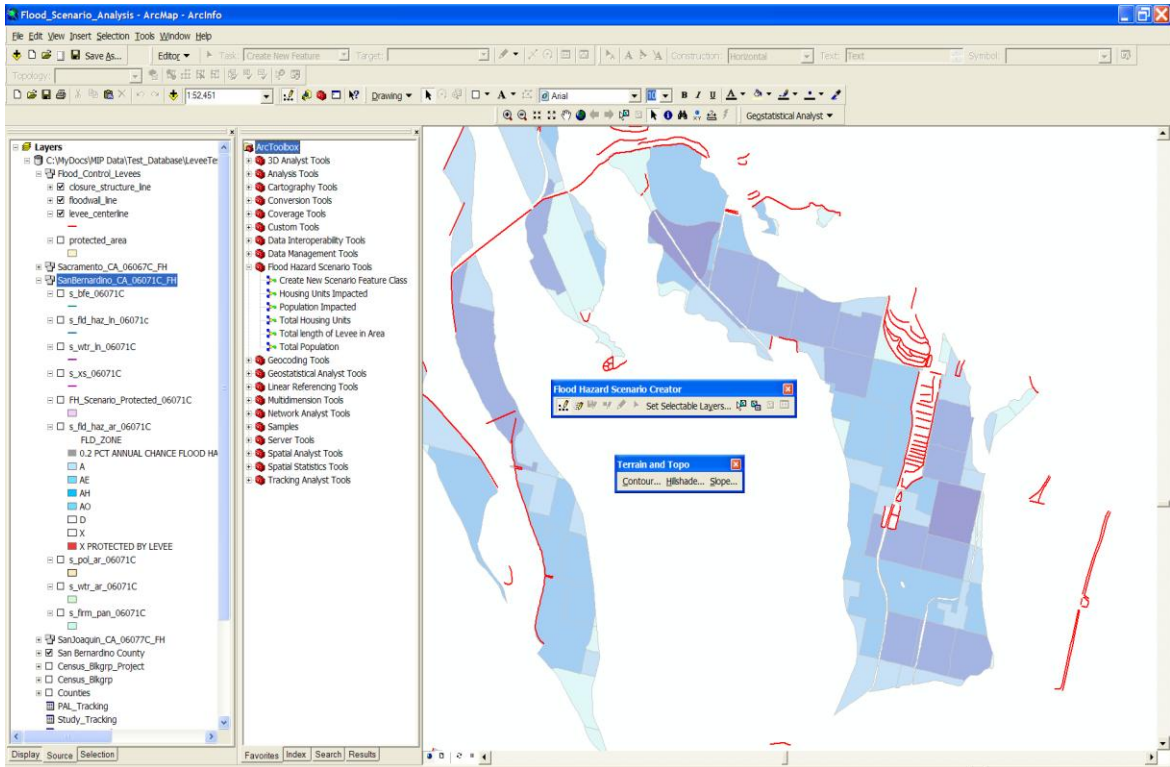 Flood_Scenario_Analysis - ArcMap - ArcInfo
File Edit View Insert Selection Tools Window Help
Save As... Editor Task Create New Feature Target: Construction: Horizontal Text: Text Symbol:
Topology:
1:52,451 Drawing A Arial 10 B I U A
Geostatistical Analyst
Layers
C:\MyDocs\MIP Data\Test_Database\LeveeTe
Flood_Control_Levees
closure_structure_line
floodwall_line
levee_centerline
protected_area
Sacramento_CA_06067C_FH
SanBernardino_CA_06071C_FH
s_bfe_06071C
s_fld_haz_ln_06071c
s_wtr_ln_06071C
s_xs_06071C
FH_Scenario_Protected_06071C
s_fld_haz_ar_06071C
FLD_ZONE
0.2 PCT ANNUAL CHANCE FLOOD HA
A
AE
AH
AO
D
X
X PROTECTED BY LEVEE
s_pol_ar_06071C
s_wtr_ar_06071C
s_firm_pan_06071C
SanJoaquin_CA_06077C_FH
San Bernardino County
Census_Blkgrp_Project
Census_Blkgrp
Counties
PAL_Tracking
Study_Tracking
Display Source Selection
ArcToolbox
3D Analyst Tools
Analysis Tools
Cartography Tools
Conversion Tools
Coverage Tools
Custom Tools
Data Interoperability Tools
Data Management Tools
Flood Hazard Scenario Tools
Create New Scenario Feature Class
Housing Units Impacted
Population Impacted
Total Housing Units
Total length of Levee in Area
Total Population
Geocoding Tools
Geostatistical Analyst Tools
Linear Referencing Tools
Multidimension Tools
Network Analyst Tools
Samples
Server Tools
Spatial Analyst Tools
Spatial Statistics Tools
Tracking Analyst Tools
Favorites Index Search Results
Flood Hazard Scenario Creator
Set Selectable Layers...
Terrain and Topo
Contour... Hillshade... Slope...